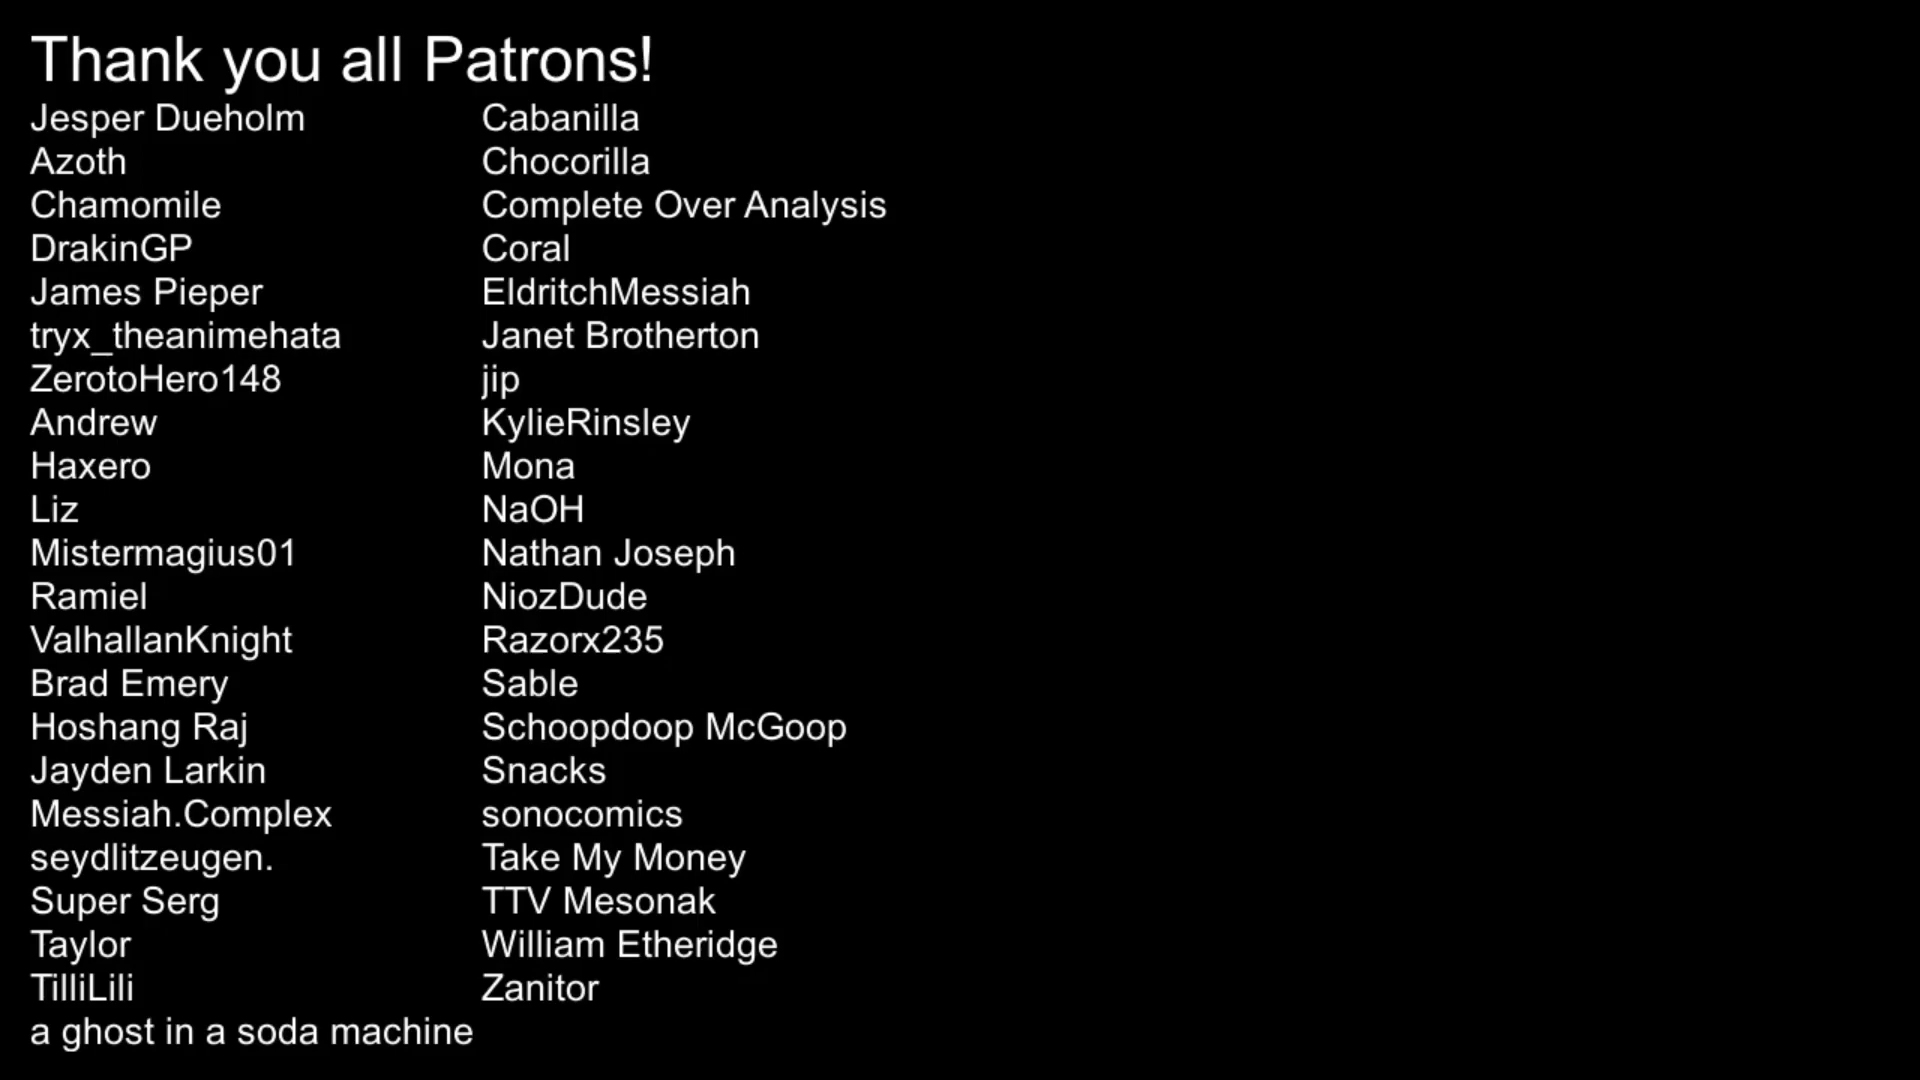 Thank you all Patrons!
Jesper Dueholm
Azoth
Chamomile
DrakinGP
James Pieper
tryx_theanimehata
ZerotoHero148
Andrew
Haxero
Liz
Mistermagius01
Ramiel
ValhallanKnight
Brad Emery
Hoshang Raj
Jayden Larkin
Messiah.Complex
seydlitzeugen.
Super Serg
Taylor
TilliLili
a ghost in a soda machine
Cabanilla
Chocorilla
Complete Over Analysis
Coral
EldritchMessiah
Janet Brotherton
jip
KylieRinsley
Mona
NaOH
Nathan Joseph
NiozDude
Razorx235
Sable
Schoopdoop McGoop
Snacks
sonocomics
Take My Money
TTV Mesonak
William Etheridge
Zanitor